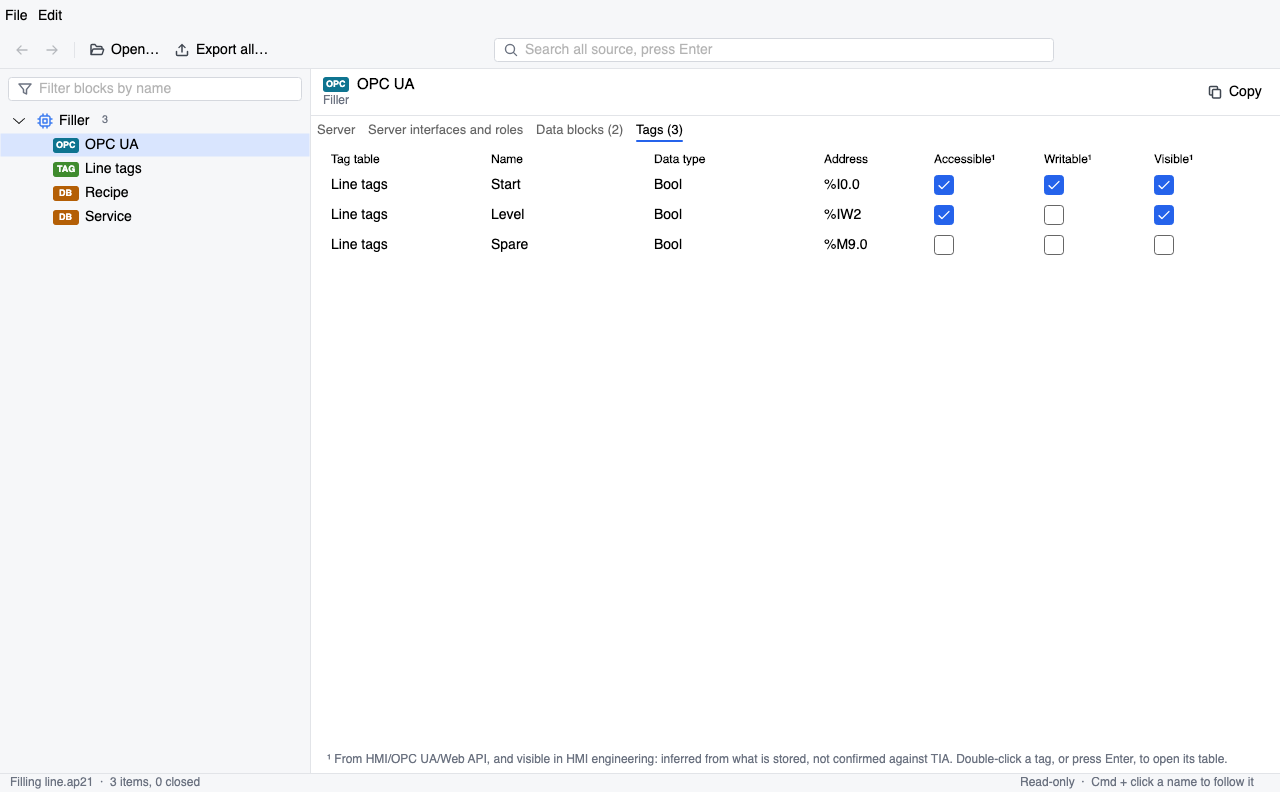 File Edit
Open… Export all… Search all source, press Enter
Filter blocks by name
Filler 3
OPC OPC UA
TAG Line tags
DB Recipe
DB Service
OPC OPC UA
Filler
Copy
Server Server interfaces and roles Data blocks (2) Tags (3)
Tag table Name Data type Address Accessible¹ Writable¹ Visible¹
Line tags Start Bool %I0.0
Line tags Level Bool %IW2
Line tags Spare Bool %M9.0
¹ From HMI/OPC UA/Web API, and visible in HMI engineering: inferred from what is stored, not confirmed against TIA. Double-click a tag, or press Enter, to open its table.
Filling line.ap21 · 3 items, 0 closed
Read-only · Cmd + click a name to follow it